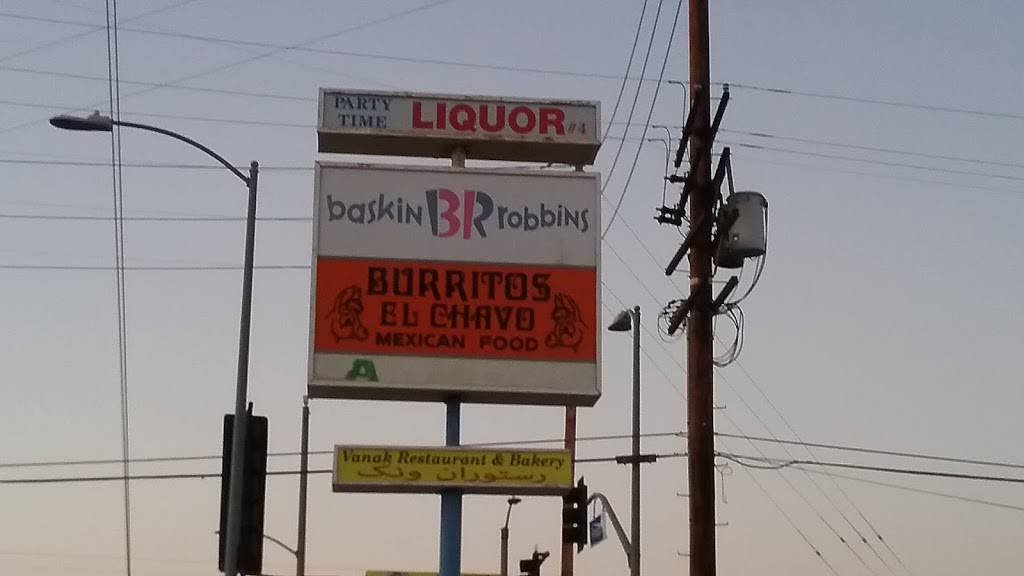 PARTY
TIME
LIQUOR #4
baskin BR robbins
BURRITOS
EL CHAVO
MEXICAN FOOD
A
Vanak Restaurant & Bakery
رستوران ونک